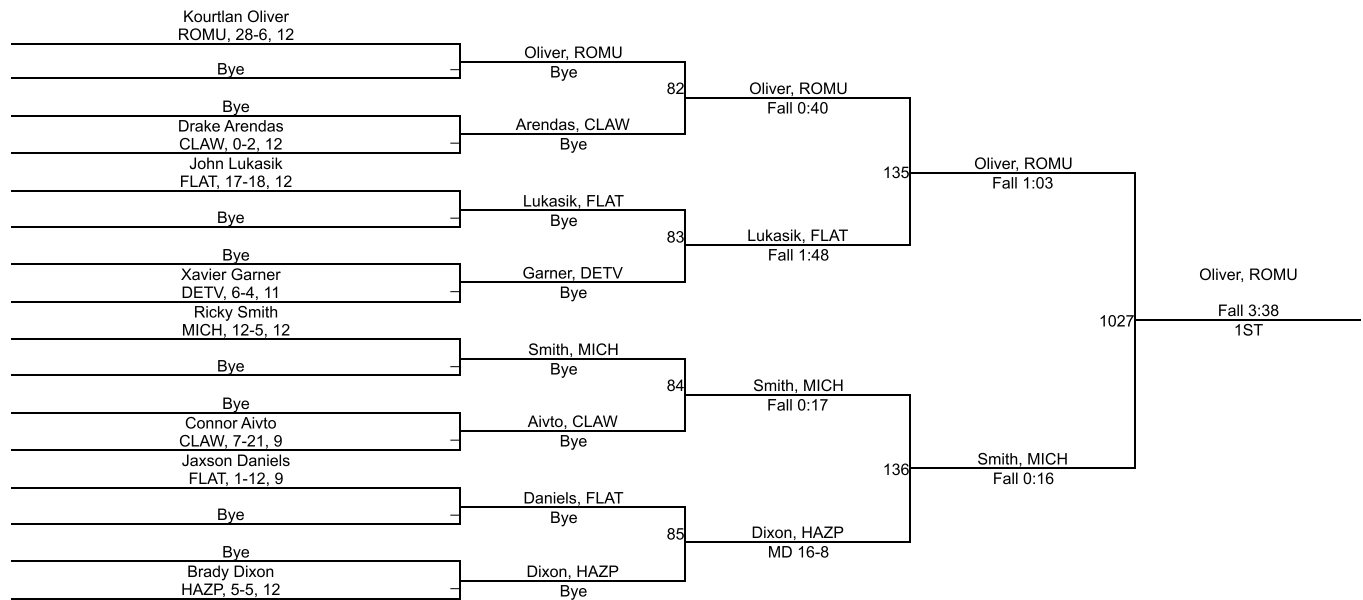 Kourtlan Oliver
ROMU, 28-6, 12
Bye
Bye
Drake Arendas
CLAW, 0-2, 12
John Lukasik
FLAT, 17-18, 12
Bye
Bye
Xavier Garner
DETV, 6-4, 11
Ricky Smith
MICH, 12-5, 12
Bye
Bye
Connor Aivto
CLAW, 7-21, 9
Jaxson Daniels
FLAT, 1-12, 9
Bye
Bye
Brady Dixon
HAZP, 5-5, 12
Oliver, ROMU
Bye
82
Arendas, CLAW
Bye
Lukasik, FLAT
Bye
83
Garner, DETV
Bye
Smith, MICH
Bye
84
Aivto, CLAW
Bye
Daniels, FLAT
Bye
85
Dixon, HAZP
Bye
Oliver, ROMU
Fall 0:40
135
Lukasik, FLAT
Fall 1:48
Smith, MICH
Fall 0:17
136
Dixon, HAZP
MD 16-8
Oliver, ROMU
Fall 1:03
1027
Smith, MICH
Fall 0:16
Oliver, ROMU
Fall 3:38
1ST